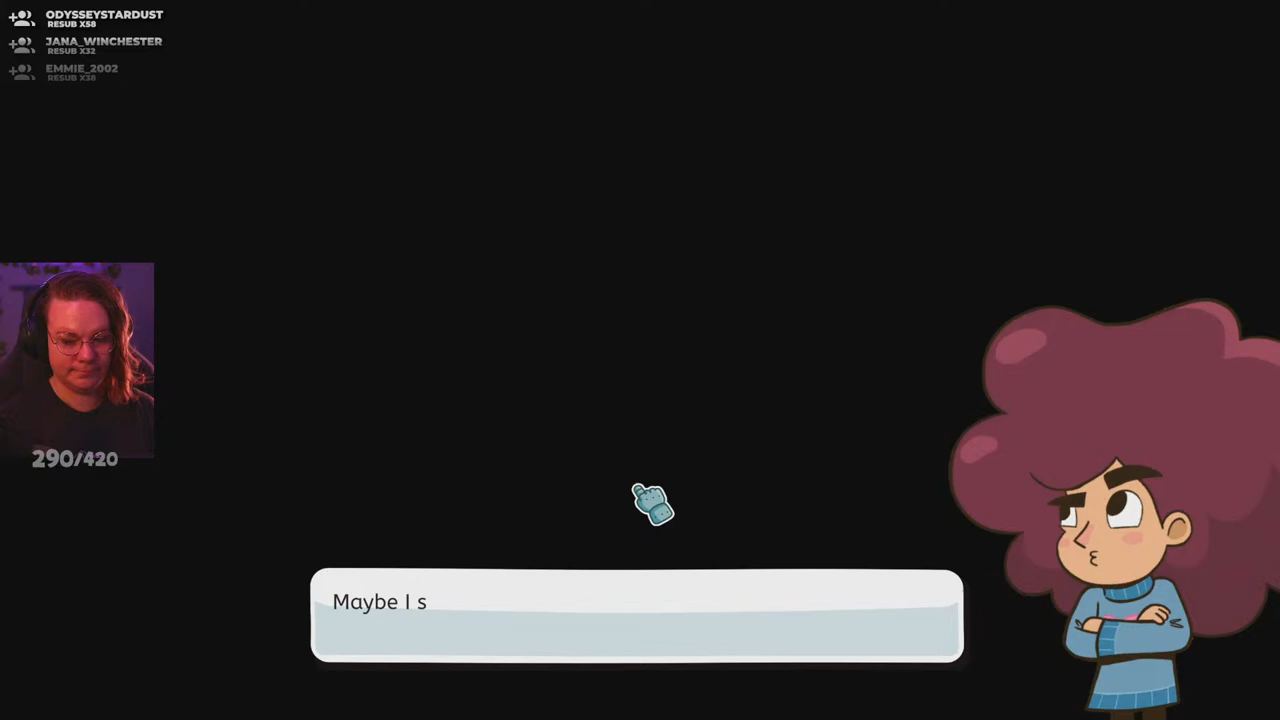 ODYSSEYSTARDUST
RESUB X58
JANA_WINCHESTER
RESUB X32
EMMIE_2002
RESUB X38
290/420
Maybe I s